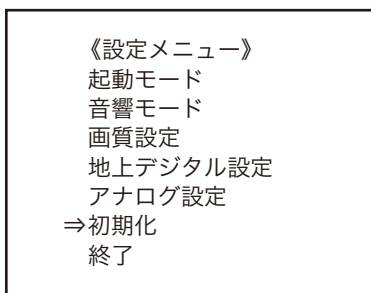 《設定メニュー》
起動モード
音響モード
画質設定
地上デジタル設定
アナログ設定
⇒初期化
終了